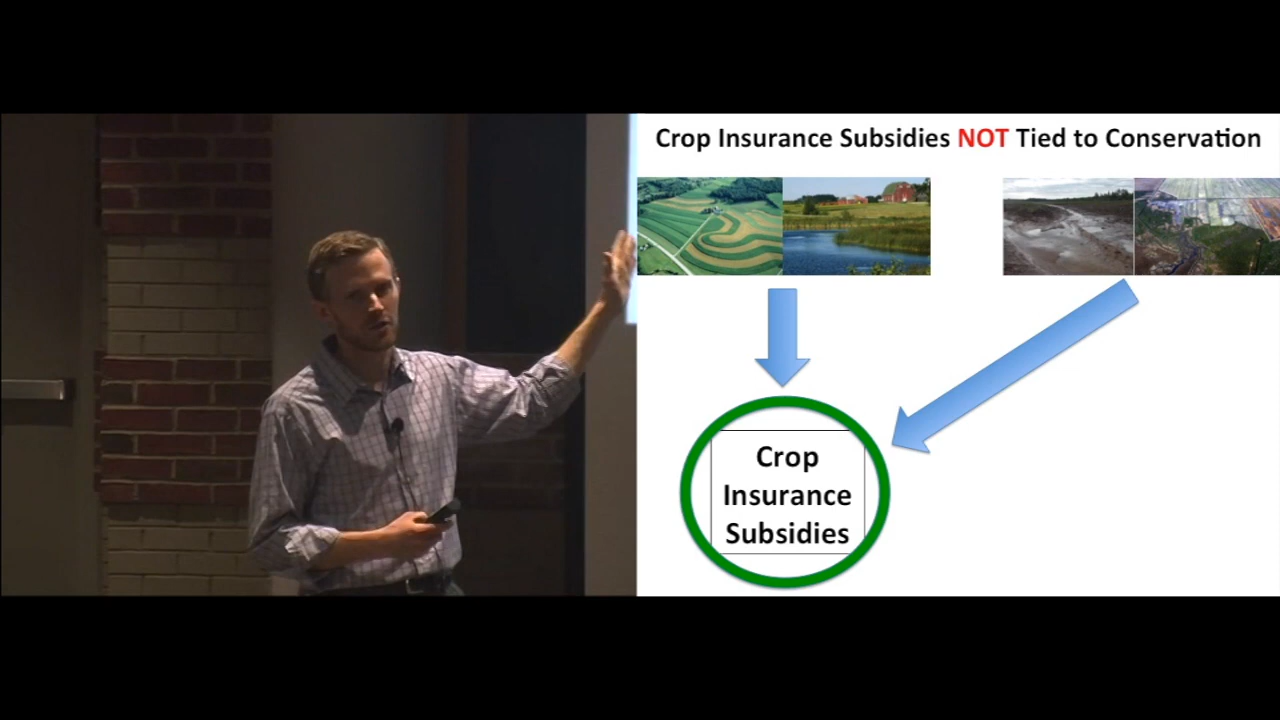 Crop Insurance Subsidies NOT Tied to Conservation
Crop
Insurance
Subsidies